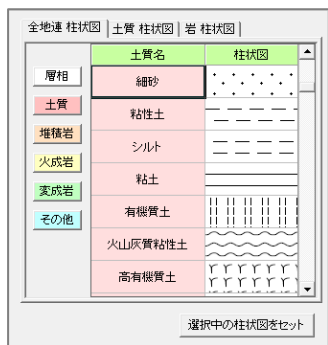 全地連 柱状図 土質 柱状図 岩 柱状図
土質名 柱状図
層相
土質
堆積岩
火成岩
変成岩
その他
細砂
粘性土
シルト
粘土
有機質土
火山灰質粘性土
高有機質土
選択中の柱状図をセット